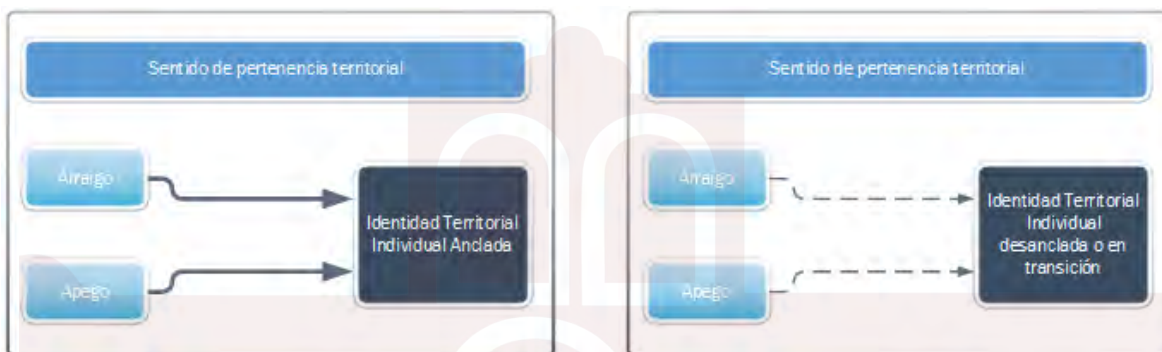 Sentido de pertenencia territorial
Arraigo
Apego
Identidad Territorial
Individual Anclada
Sentido de pertenencia territorial
Arraigo
Apego
Identidad Territorial
Individual
desanclada o en
transición